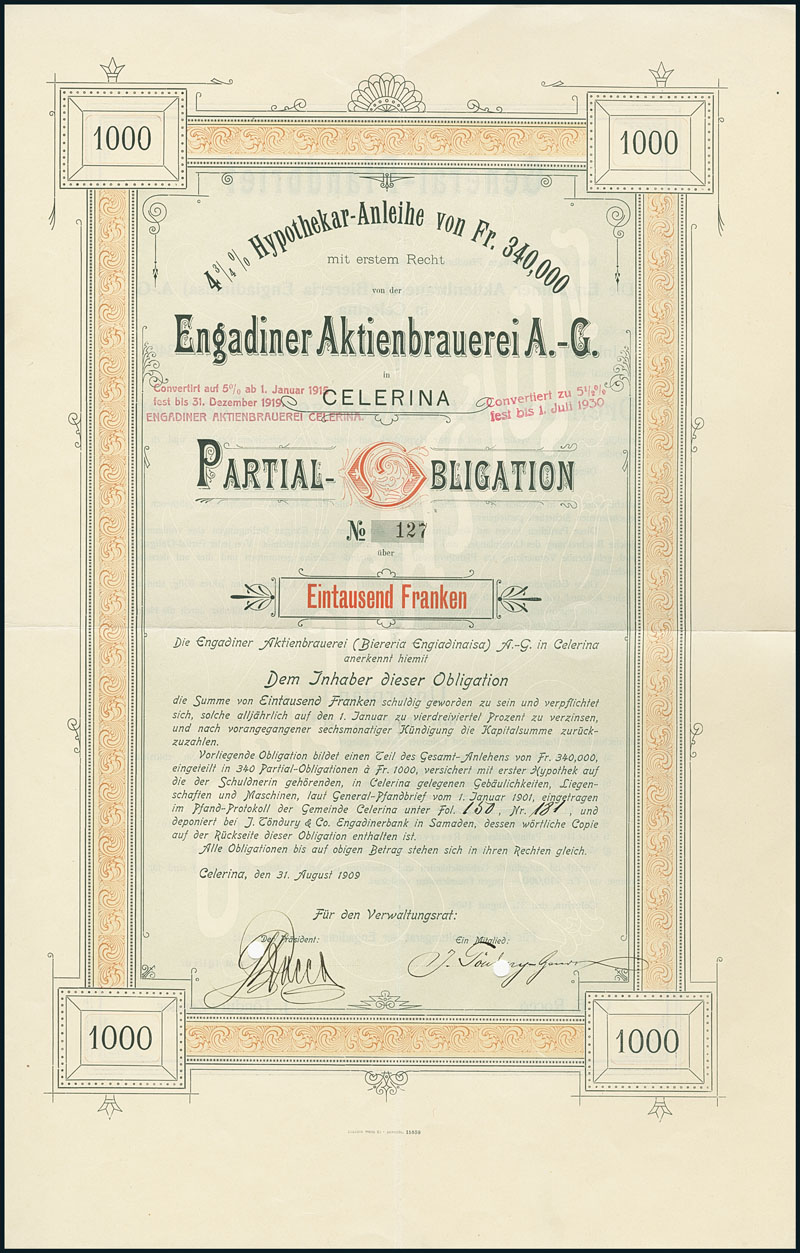 1000
1000
4 3/4 % Hypothekar-Anleihe von Fr. 340,000
mit erstem Recht
von der
Engadiner Aktienbrauerei A.-G.
in
CELERINA
Convertirt auf 5% ab 1. Januar 1915
fest bis 31. Dezember 1919.
ENGADINER AKTIENBRAUEREI CELERINA.
Convertiert zu 5 1/2 %
fest bis 1. Juli 1930
PARTIAL-OBLIGATION
No 127
über
Eintausend Franken
Die Engadiner Aktienbrauerei (Biereria Engiadinaisa) A.-G. in Celerina
anerkennt hiemit
Dem Inhaber dieser Obligation
die Summe von Eintausend Franken schuldig geworden zu sein und verpflichtet
sich, solche alljährlich auf den 1. Januar zu vierdreiviertel Prozent zu verzinsen,
und nach vorangegangener sechsmonatiger Kündigung die Kapitalsumme zurück-
zuzahlen.
Vorliegende Obligation bildet einen Teil des Gesamt-Anlehens von Fr. 340,000,
eingeteilt in 340 Partial-Obligationen à Fr. 1000, versichert mit erster Hypothek auf
die der Schuldnerin gehörenden, in Celerina gelegenen Gebäulichkeiten, Liegen-
schaften und Maschinen, laut General-Pfandbrief vom 1. Januar 1901, eingetragen
im Pfand-Protokoll der Gemeinde Celerina unter Fol. 150, Nr. 181, und
deponiert bei J. Töndury & Co. Engadinerbank in Samaden, dessen wörtliche Copie
auf der Rückseite dieser Obligation enthalten ist.
Alle Obligationen bis auf obigen Betrag stehen sich in ihren Rechten gleich.
Celerina, den 31. August 1909
Für den Verwaltungsrat:
Der Präsident:
Ein Mitglied:
1000
1000